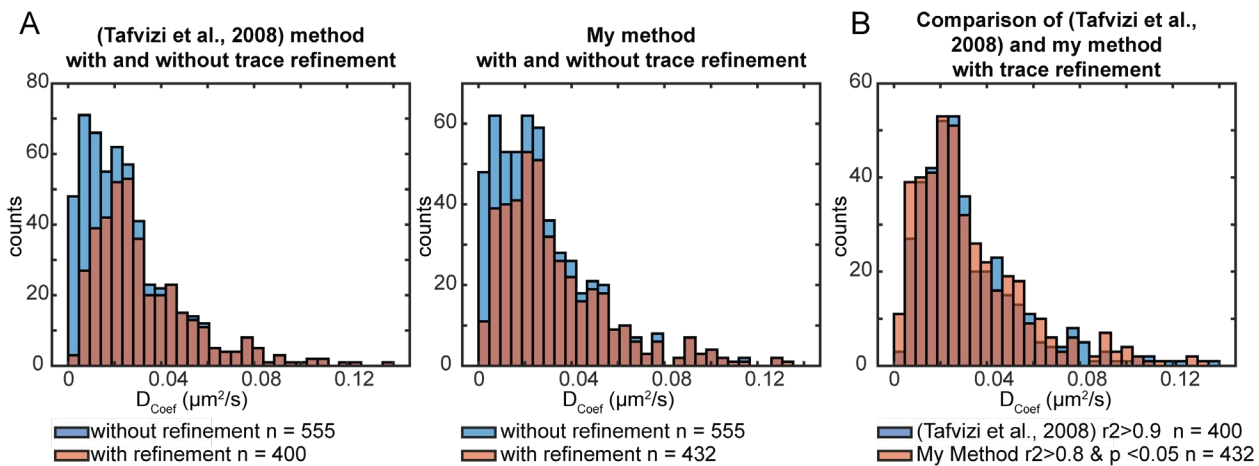 A
(Tafvizi et al., 2008) method
with and without trace refinement
80
60
40
20
0
counts
0 0.04 0.08 0.12
DCoef (µm²/s)
without refinement n = 555
with refinement n = 400
My method
with and without trace refinement
60
40
20
0
counts
0 0.04 0.08 0.12
DCoef (µm²/s)
without refinement n = 555
with refinement n = 432
B
Comparison of (Tafvizi et al.,
2008) and my method
with trace refinement
60
40
20
0
counts
0 0.04 0.08 0.12
DCoef (µm²/s)
(Tafvizi et al., 2008) r2>0.9 n = 400
My Method r2>0.8 & p <0.05 n = 432